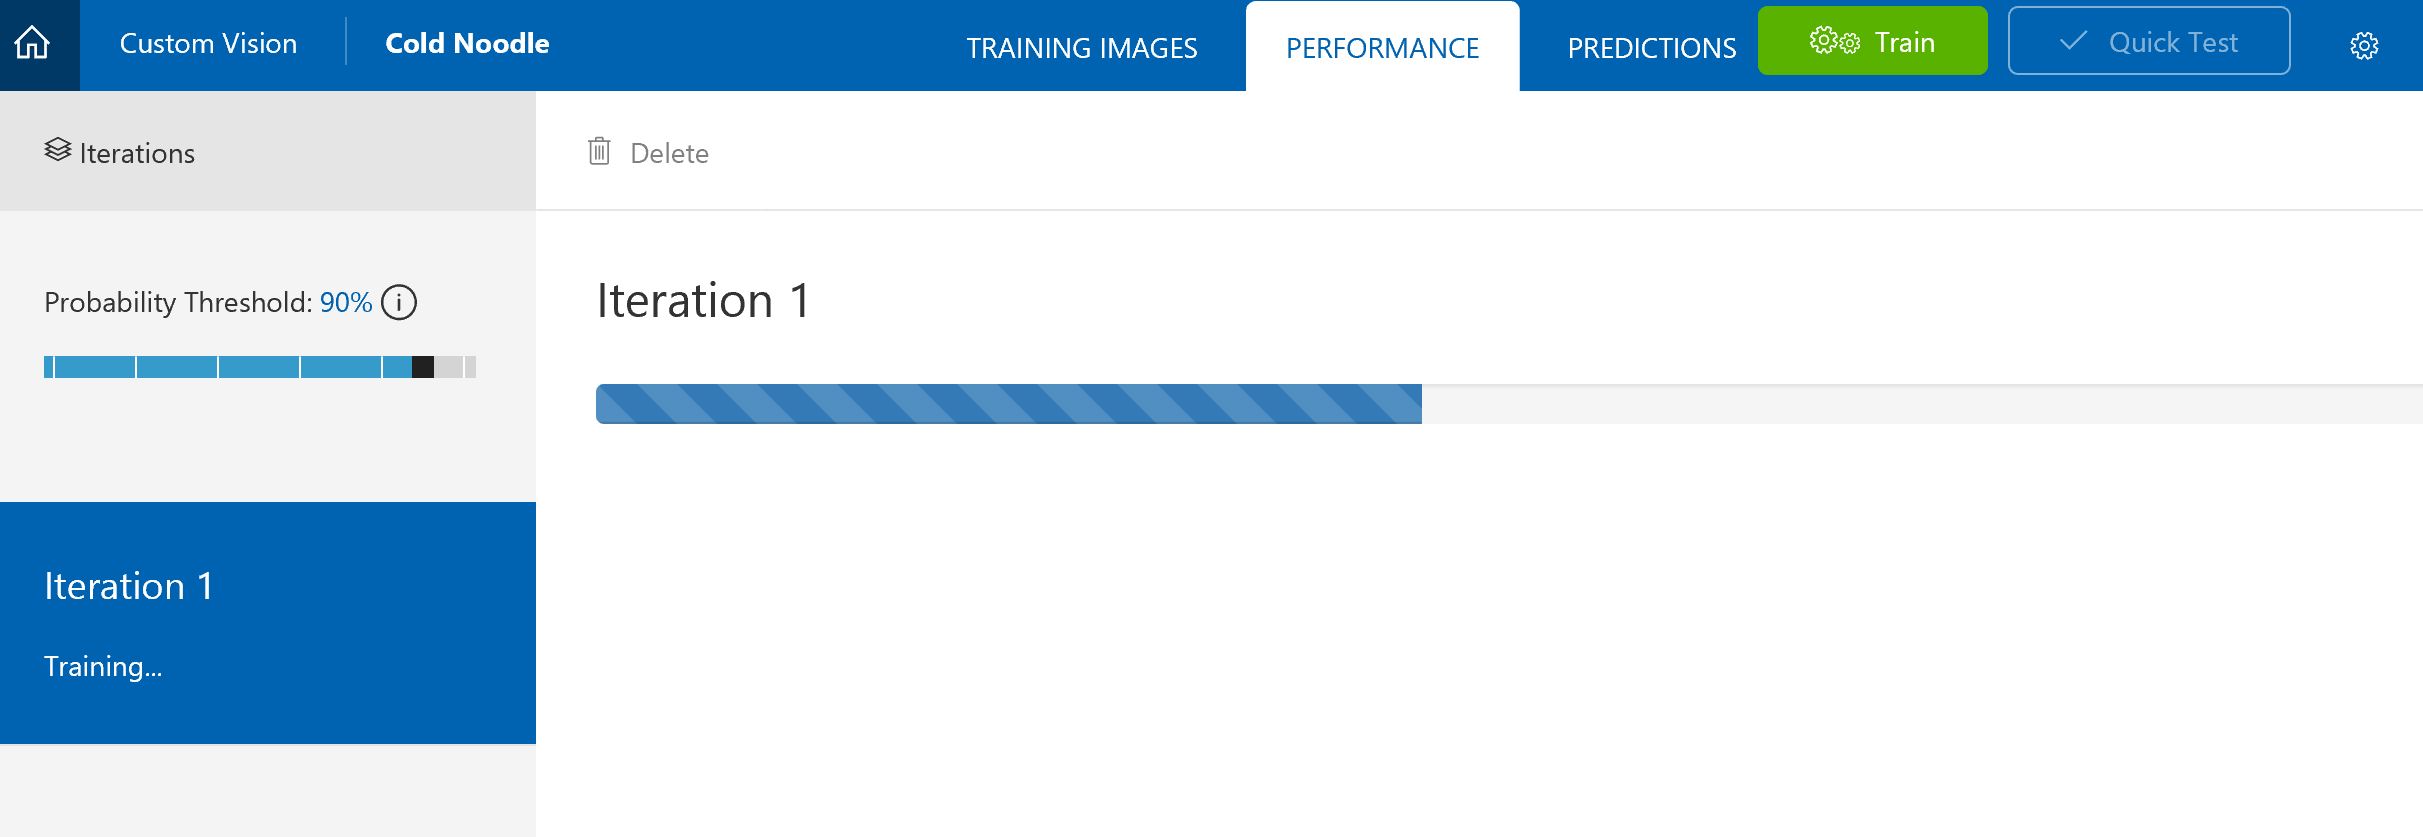 Custom Vision
Cold Noodle
TRAINING IMAGES
PERFORMANCE
PREDICTIONS
Train
Quick Test
Iterations
Delete
Probability Threshold: 90%
Iteration 1
Iteration 1
Training...